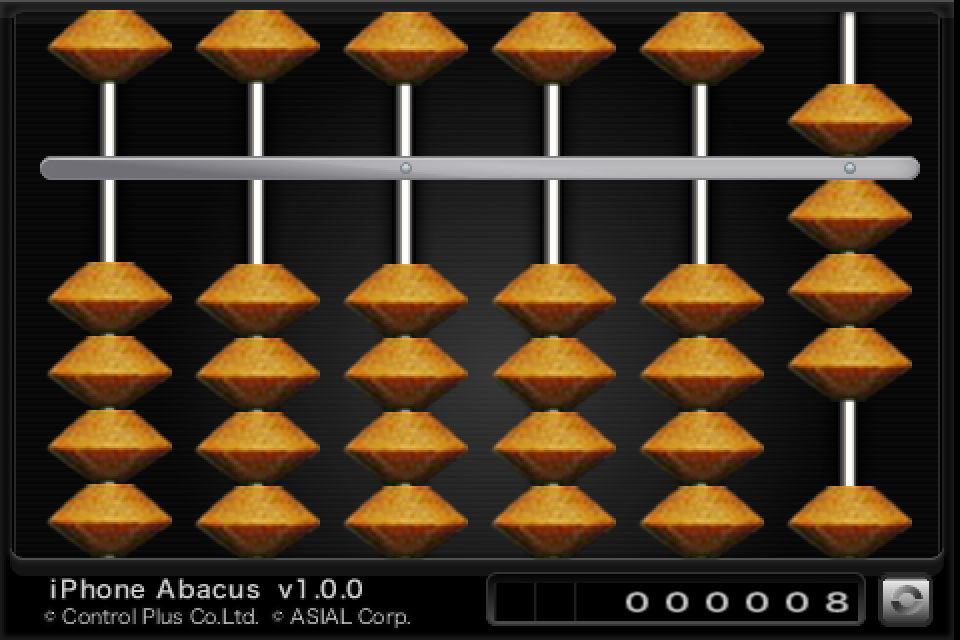 iPhone Abacus v1.0.0
© Control Plus Co.Ltd. © ASIAL Corp.
000008